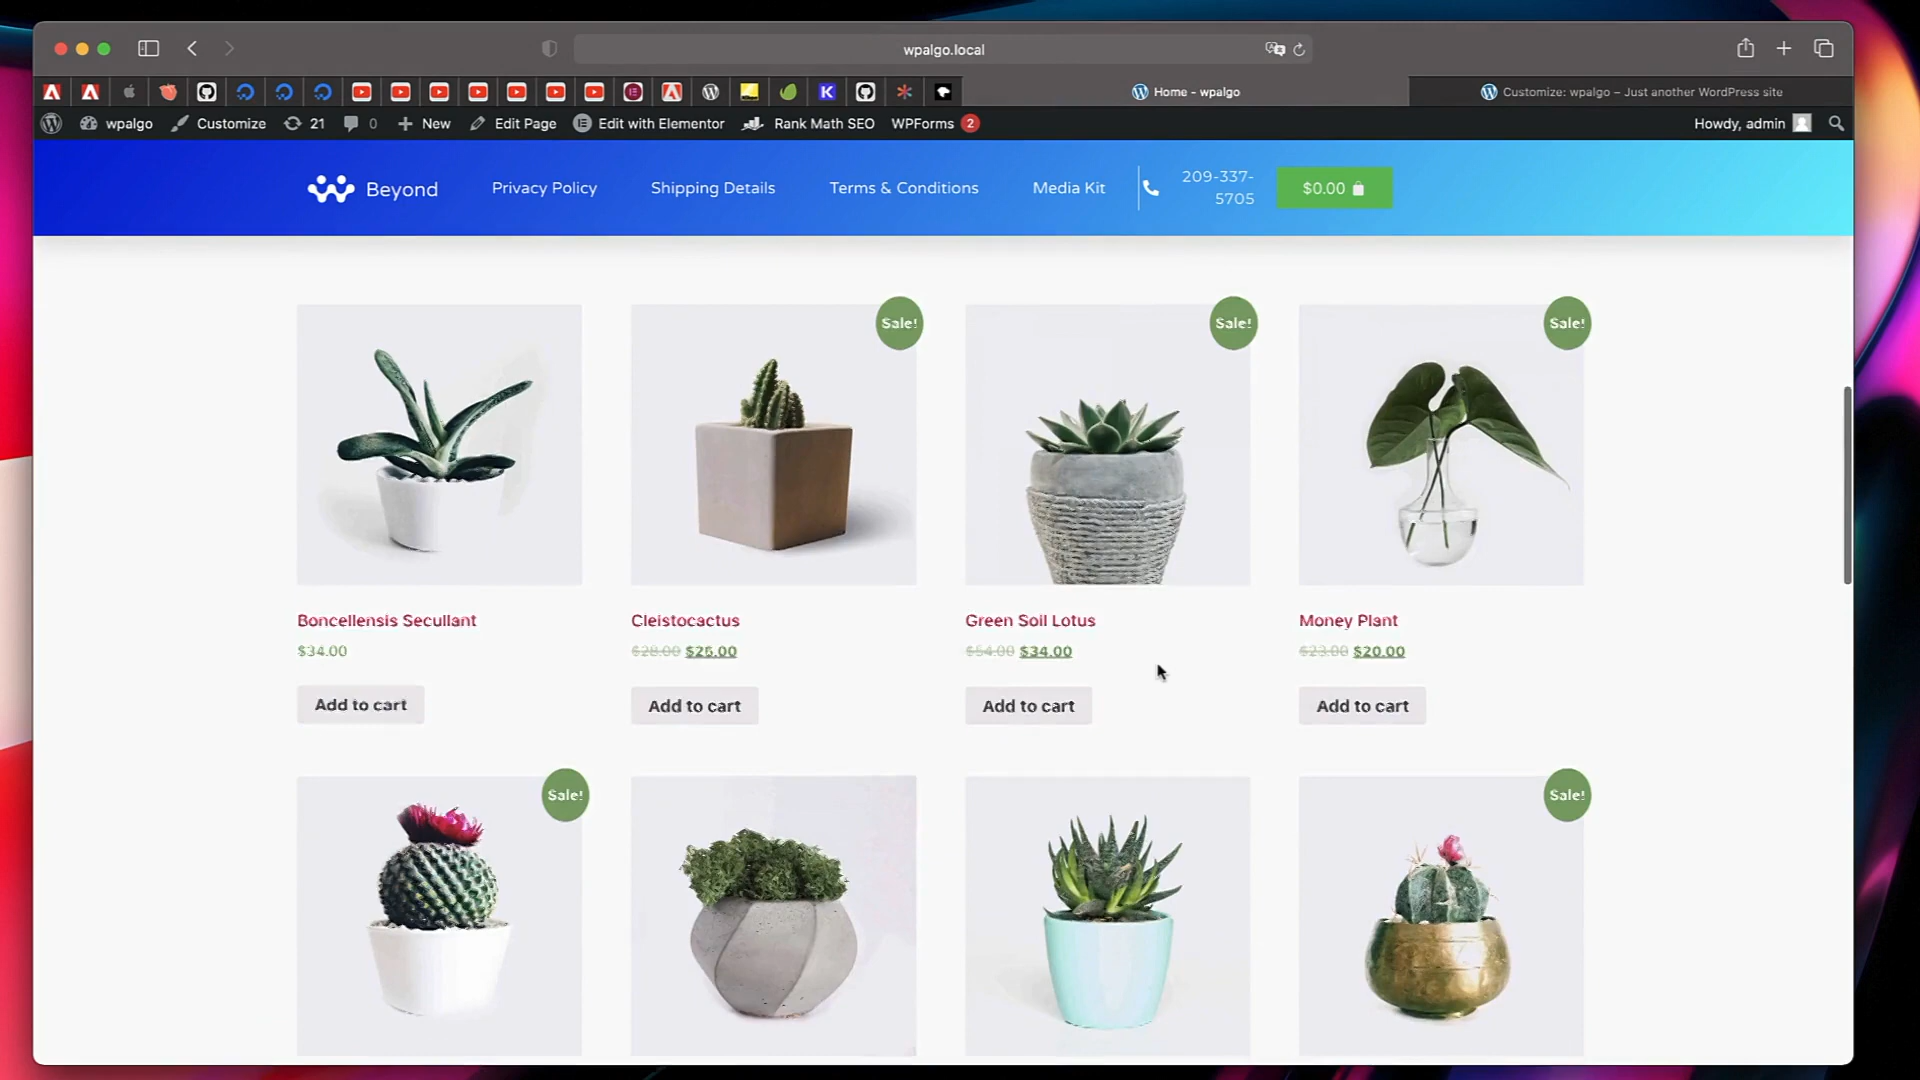 wpalgo.local
Home - wpalgo
Customize: wpalgo – Just another WordPress site
wpalgo
Customize
21
0
New
Edit Page
Edit with Elementor
Rank Math SEO
WPForms 2
Howdy, admin
Beyond
Privacy Policy
Shipping Details
Terms & Conditions
Media Kit
209-337-
5705
$0.00
Sale!
Sale!
Sale!
Boncellensis Secullant
Cleistocactus
Green Soil Lotus
Money Plant
$34.00
$28.00 $26.00
$54.00 $34.00
$23.00 $20.00
Add to cart
Add to cart
Add to cart
Add to cart
Sale!
Sale!